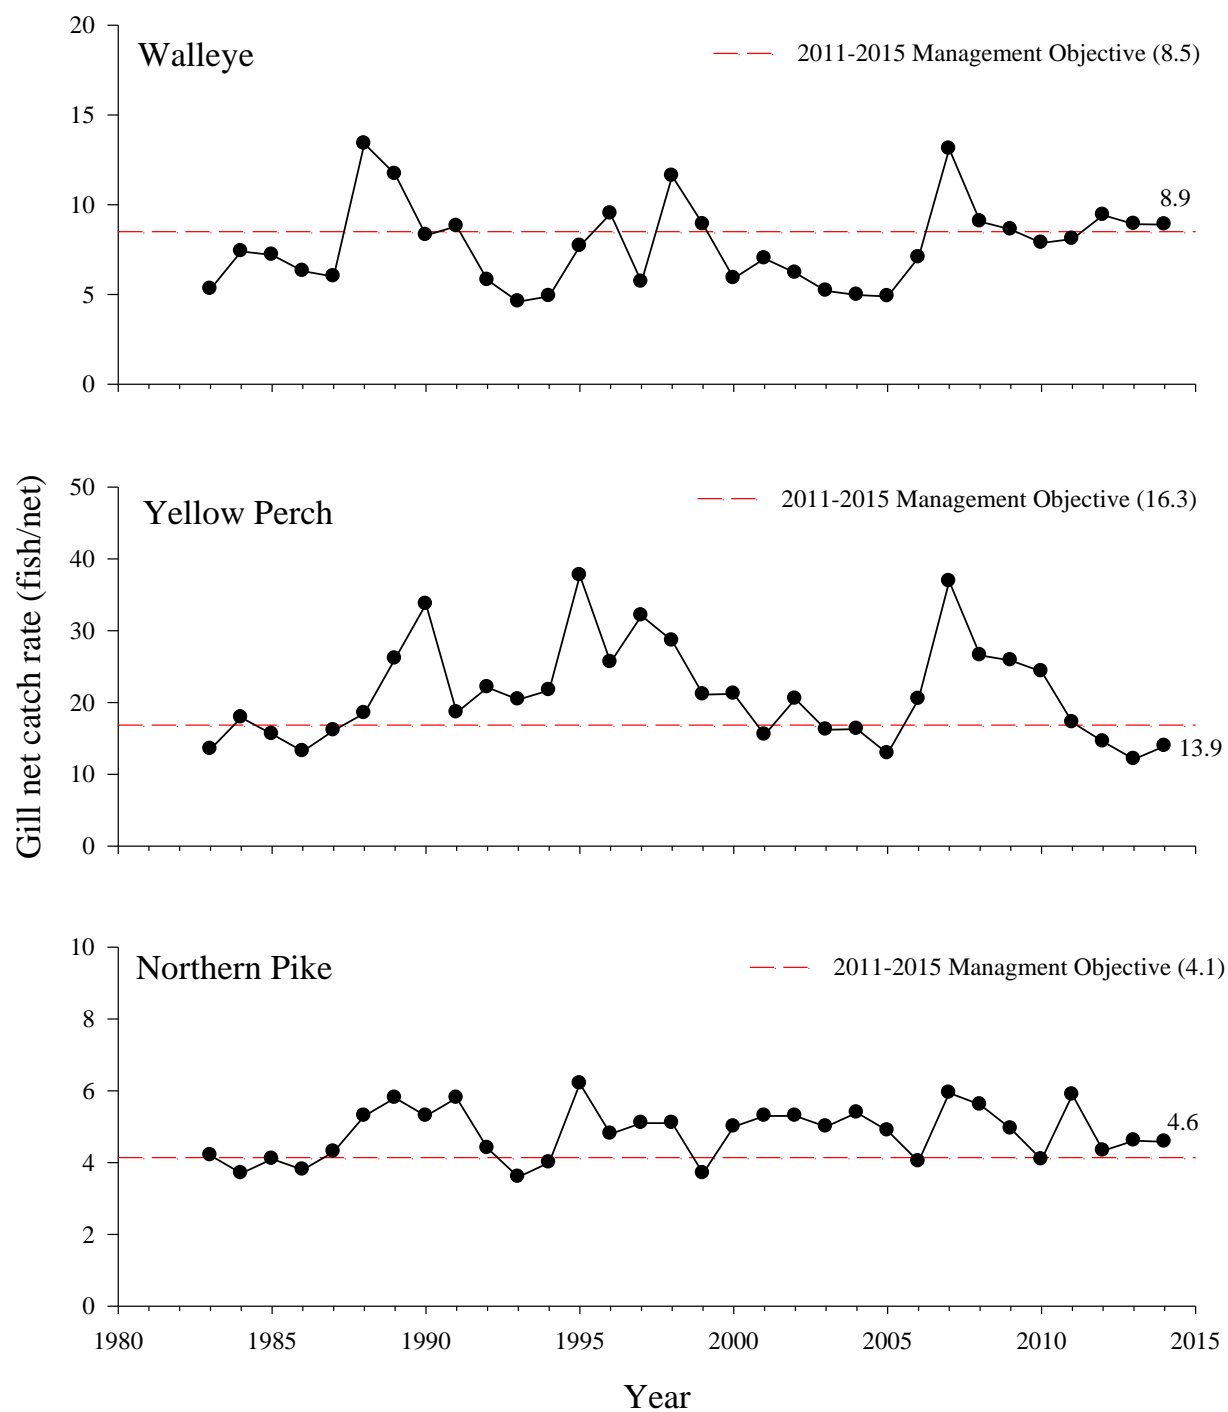 20
Walleye
2011-2015 Management Objective (8.5)
15
10
8.9
5
0
Gill net catch rate (fish/net)
50
Yellow Perch
2011-2015 Management Objective (16.3)
40
30
20
13.9
10
0
10
Northern Pike
2011-2015 Managment Objective (4.1)
8
6
4.6
4
2
0
1980 1985 1990 1995 2000 2005 2010 2015
Year